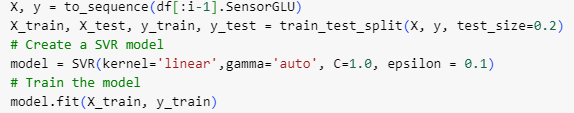 X, y = to_sequence(df[:i-1].SensorGLU)
X_train, X_test, y_train, y_test = train_test_split(X, y, test_size=0.2)
# Create a SVR model
model = SVR(kernel='linear',gamma='auto', C=1.0, epsilon = 0.1)
# Train the model
model.fit(X_train, y_train)